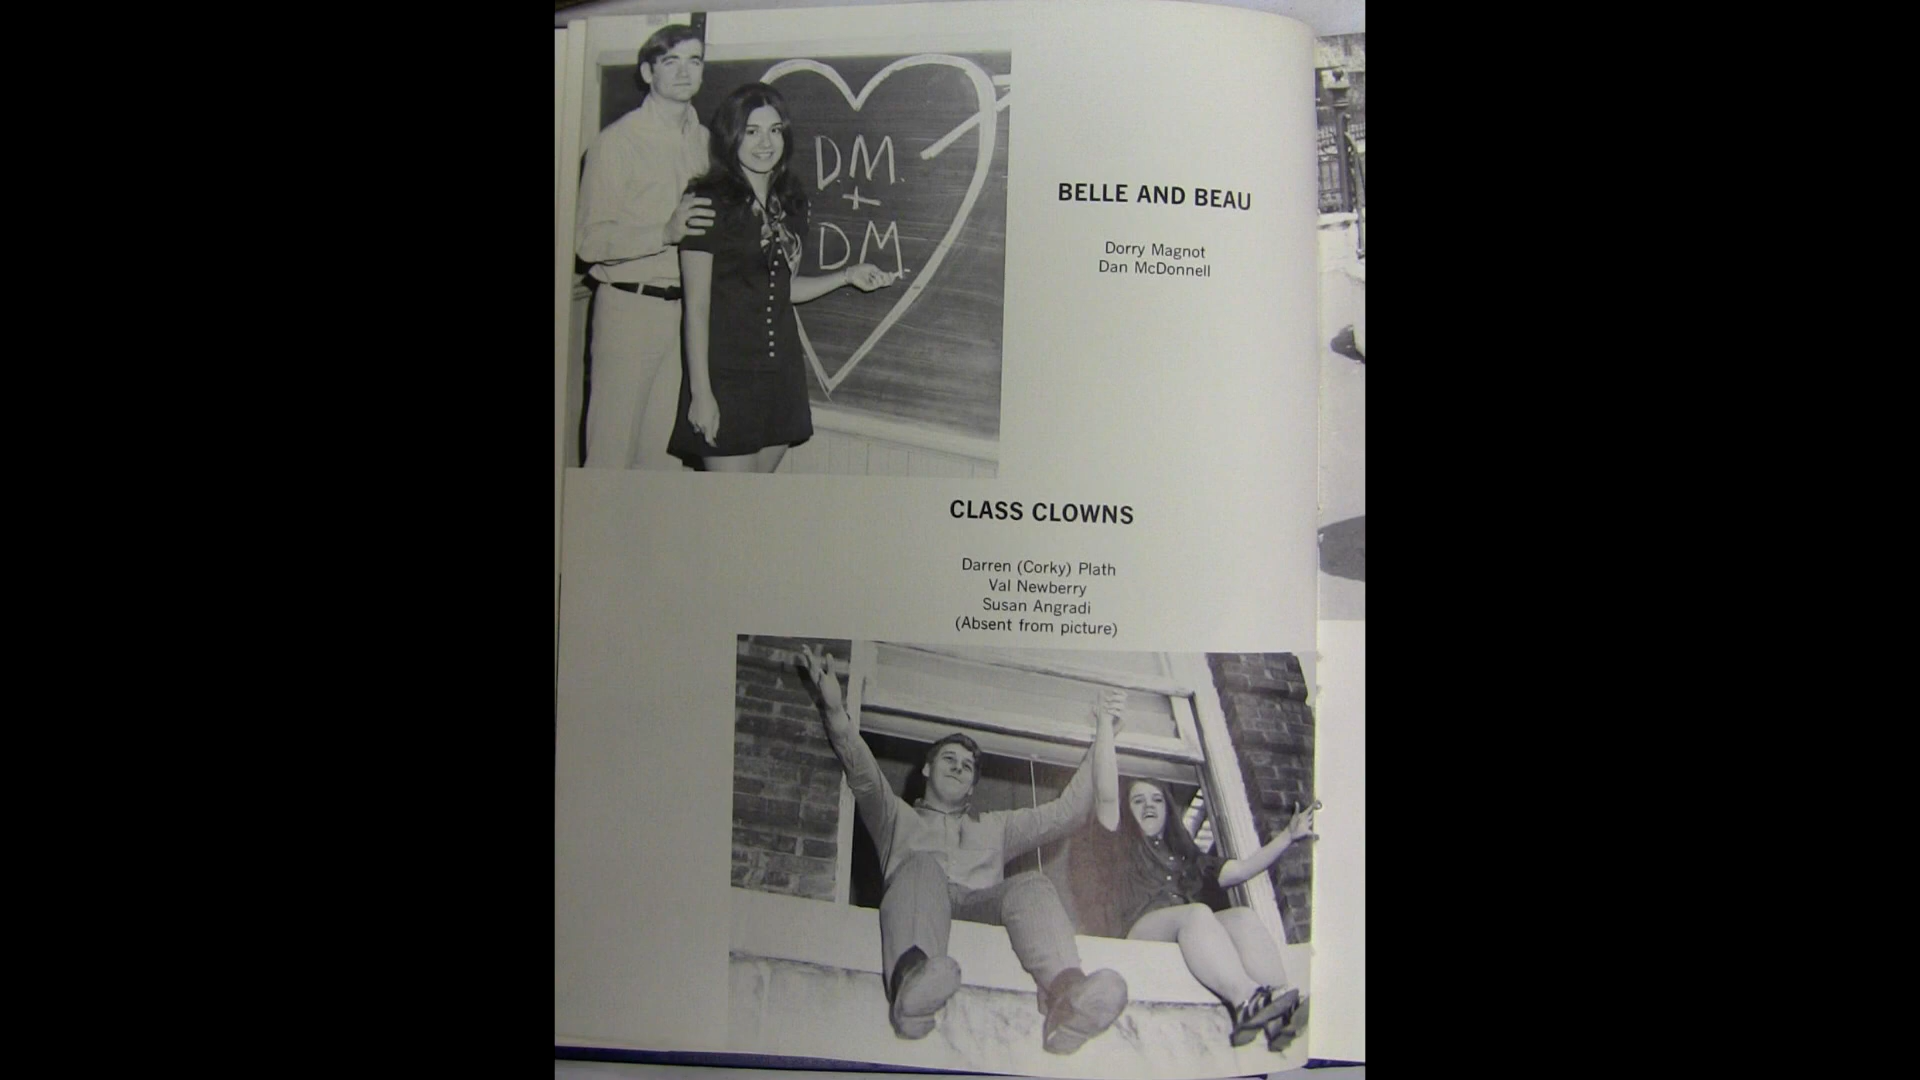 D.M.
+
DM
BELLE AND BEAU
Dorry Magnot
Dan McDonnell
CLASS CLOWNS
Darren (Corky) Plath
Val Newberry
Susan Angradi
(Absent from picture)